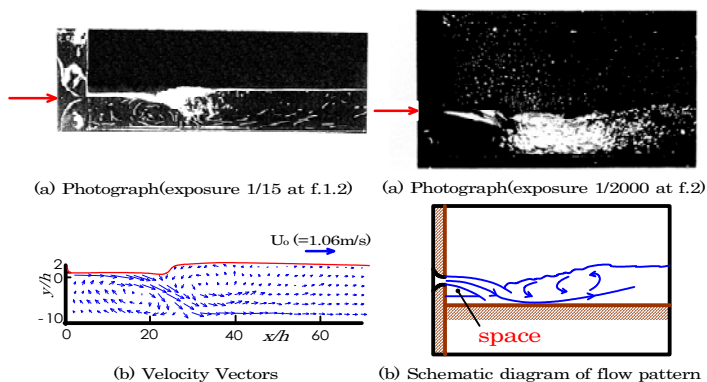 (a) Photograph(exposure 1/15 at f.1.2)
(a) Photograph(exposure 1/2000 at f.2)
U₀ (=1.06m/s)
y/h
2
0
-10
0 20 40 60
x/h
space
(b) Velocity Vectors
(b) Schematic diagram of flow pattern